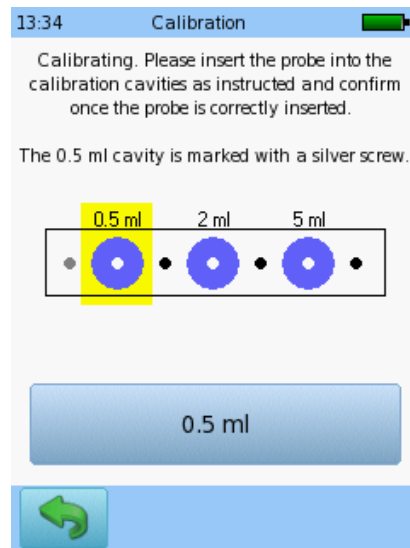 13:34 Calibration
Calibrating. Please insert the probe into the
calibration cavities as instructed and confirm
once the probe is correctly inserted.
The 0.5 ml cavity is marked with a silver screw.
0.5 ml 2 ml 5 ml
0.5 ml